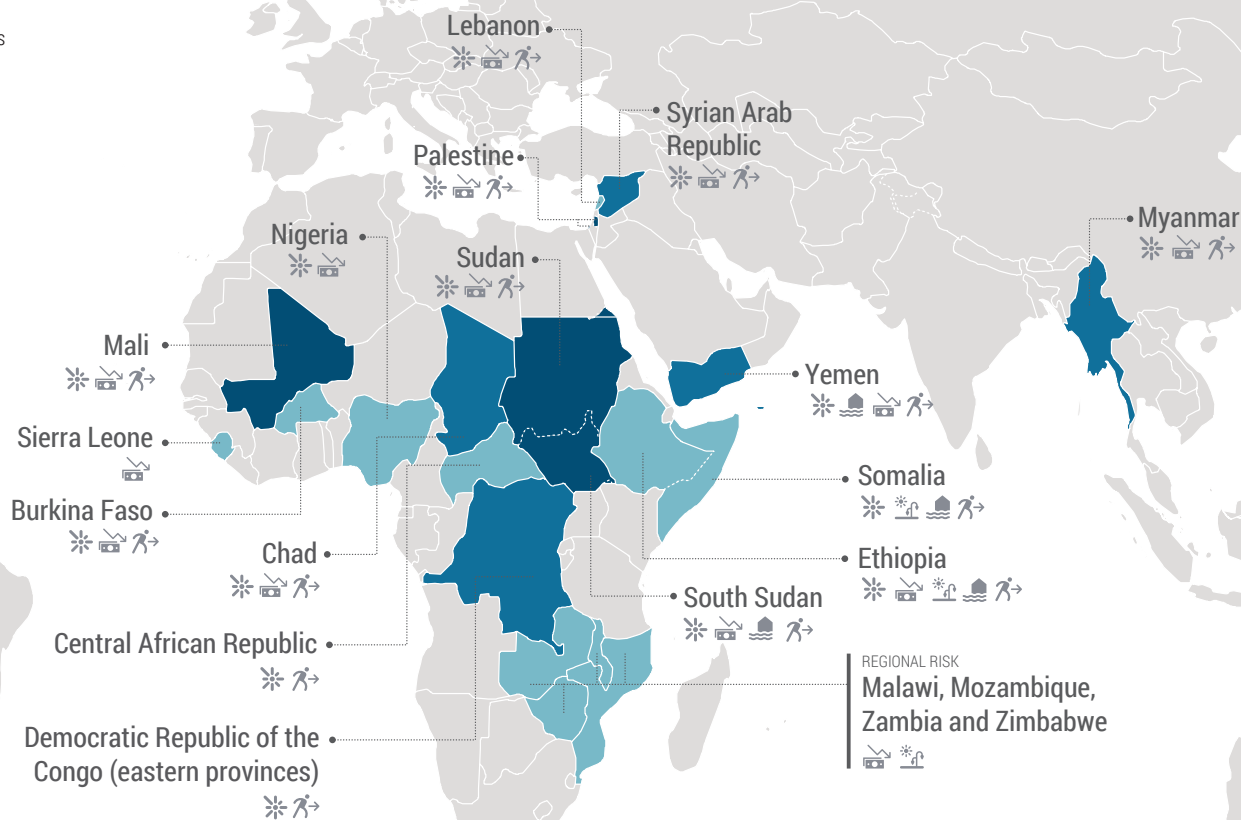 s
Lebanon
Syrian Arab
Republic
Palestine
Myanmar
Nigeria
Sudan
Mali
Yemen
Sierra Leone
Somalia
Burkina Faso
Chad
Ethiopia
South Sudan
Central African Republic
REGIONAL RISK
Malawi, Mozambique,
Zambia and Zimbabwe
Democratic Republic of the
Congo (eastern provinces)